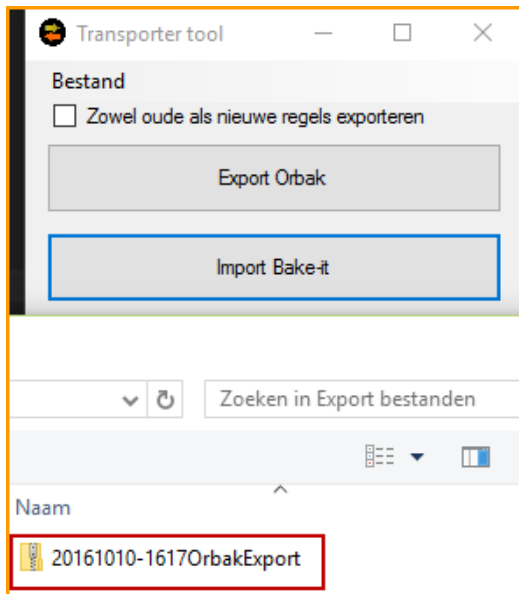 Transporter tool
Bestand
Zowel oude als nieuwe regels exporteren
Export Orbak
Import Bake-it
Zoeken in Export bestanden
Naam
20161010-1617OrbakExport